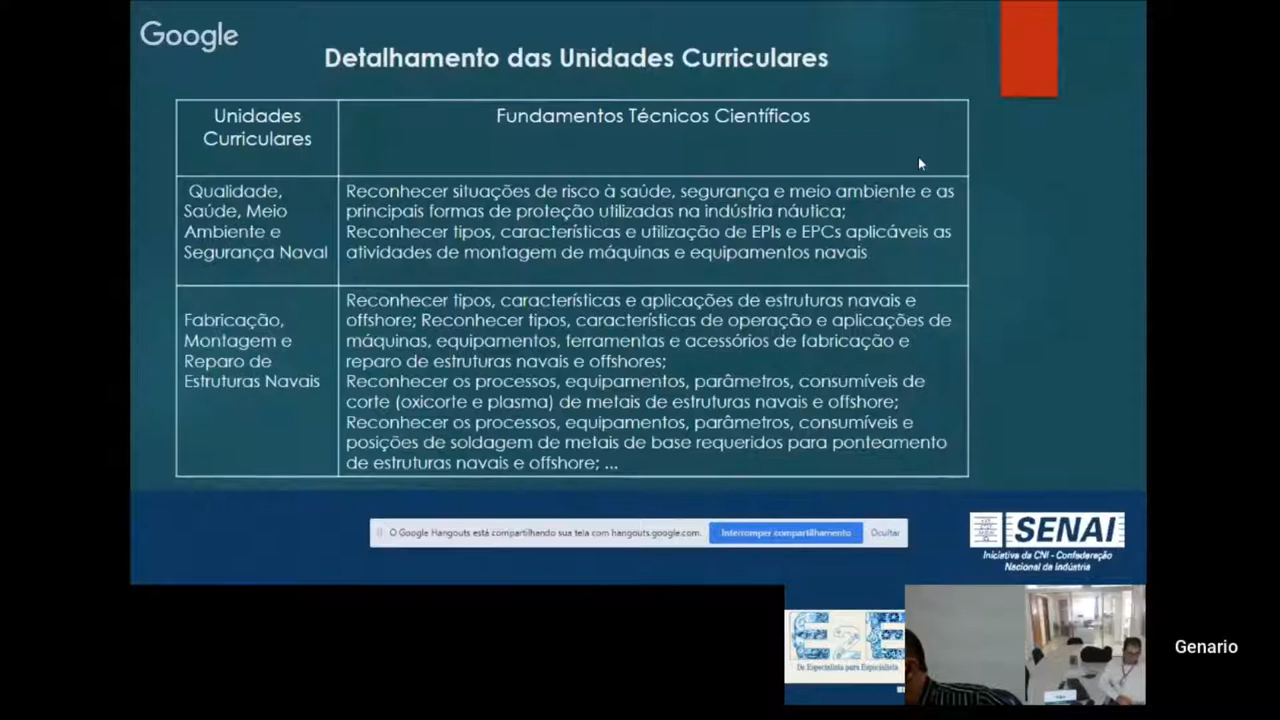 Google
Detalhamento das Unidades Curriculares
Unidades
Curriculares
Fundamentos Técnicos Científicos
Qualidade,
Saúde, Meio
Ambiente e
Segurança Naval
Reconhecer situações de risco à saúde, segurança e meio ambiente e as
principais formas de proteção utilizadas na indústria náutica;
Reconhecer tipos, características e utilização de EPIs e EPCs aplicáveis as
atividades de montagem de máquinas e equipamentos navais
Fabricação,
Montagem e
Reparo de
Estruturas Navais
Reconhecer tipos, características e aplicações de estruturas navais e
offshore; Reconhecer tipos, características de operação e aplicações de
máquinas, equipamentos, ferramentas e acessórios de fabricação e
reparo de estruturas navais e offshores;
Reconhecer os processos, equipamentos, parâmetros, consumíveis de
corte (oxicorte e plasma) de metais de estruturas navais e offshore;
Reconhecer os processos, equipamentos, parâmetros, consumíveis e
posições de soldagem de metais de base requeridos para ponteamento
de estruturas navais e offshore; ...
O Google Hangouts está compartilhando sua tela com hangouts.google.com.
Interromper compartilhamento
Ocultar
SENAI
Iniciativa da CNI - Confederação
Nacional da Indústria
E2E
De Especialista para Especialista
Genario